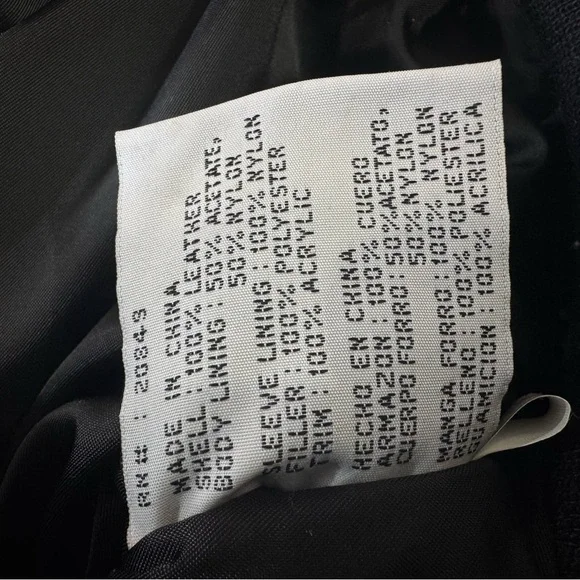 RN# : 20849
MADE IN CHINA
SHELL : 100% LEATHER
BODY LINING : 50% ACETATE,
50% NYLON
SLEEVE LINING : 100% NYLON
FILLER : 100% POLYESTER
TRIM : 100% ACRYLIC
HECHO EN CHINA
ARMAZON : 100% CUERO
CUERPO FORRO : 50% ACETATO,
50% NYLON
MANGA FORRO : 100% NYLON
RELLENO : 100% POLIESTER
GUAMICION : 100% ACRILICA